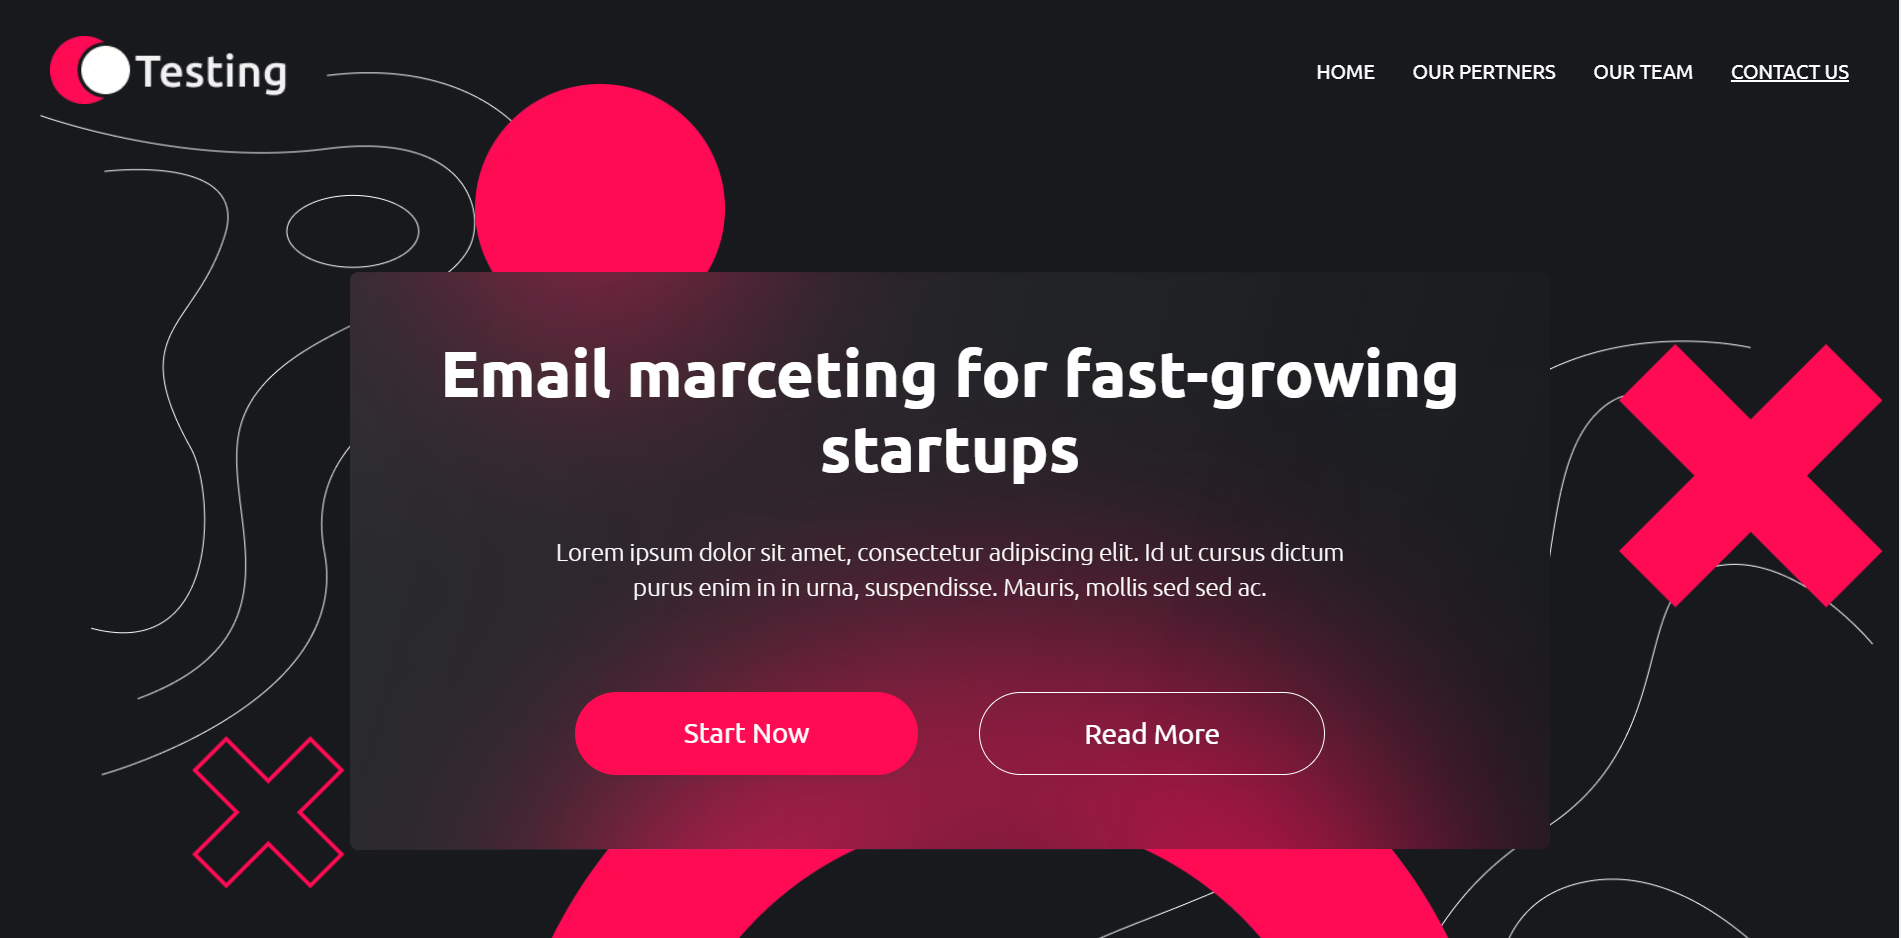 Testing
HOME OUR PERTNERS OUR TEAM CONTACT US
Email marceting for fast-growing
startups
Lorem ipsum dolor sit amet, consectetur adipiscing elit. Id ut cursus dictum
purus enim in in urna, suspendisse. Mauris, mollis sed sed ac.
Start Now
Read More